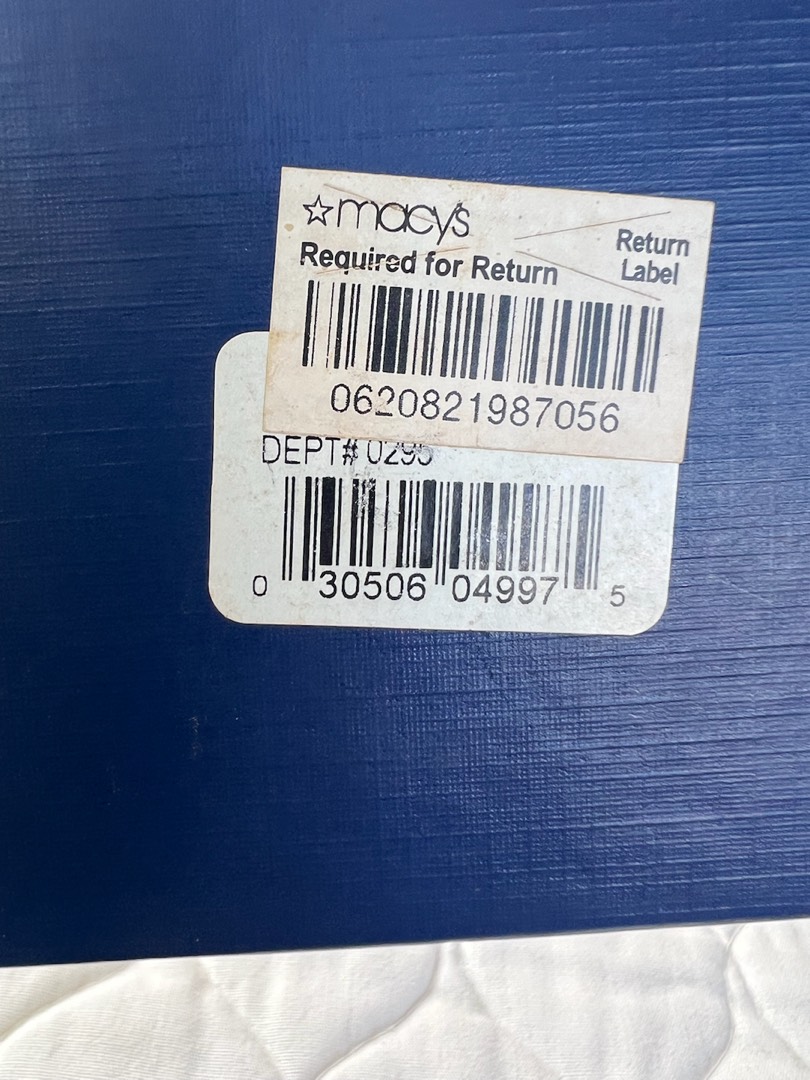 ☆macy's
Required for Return
Return
Label
0620821987056
DEPT# 0295
0 30506 04997 5